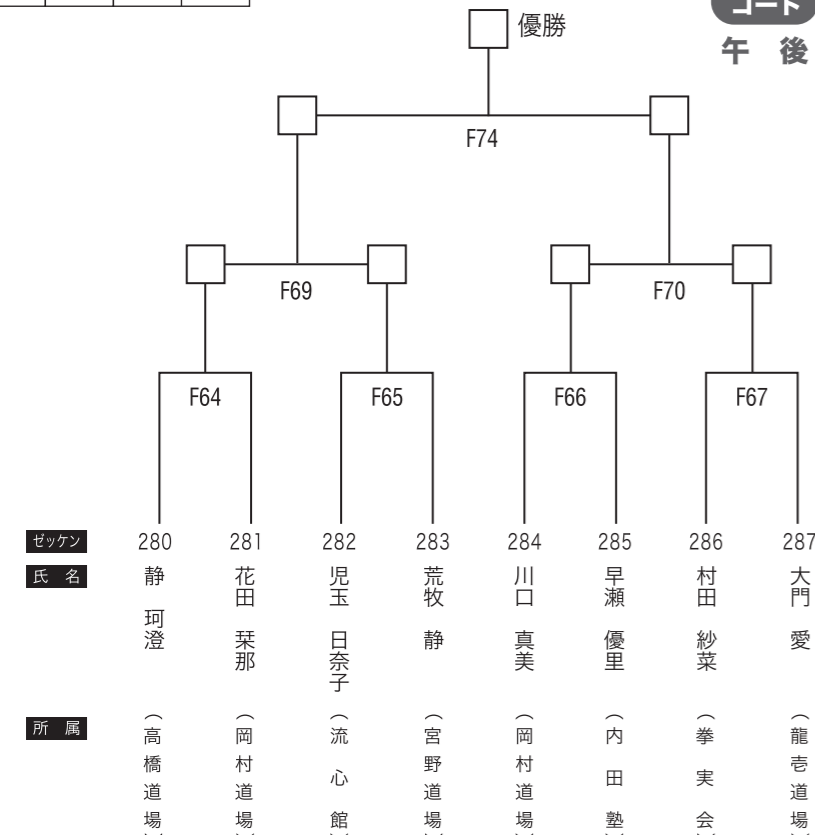 コート
午 後
優勝
F74
F69
F70
F64
F65
F66
F67
ゼッケン
280
281
282
283
284
285
286
287
氏 名
静 珂澄
花田 栞那
児玉 日奈子
荒牧 静
川口 真美
早瀬 優里
村田 紗菜
大門 愛
所 属
（高橋道場
（岡村道場
（流心館
（宮野道場
（岡村道場
（内田塾
（拳実会
（龍壱道場